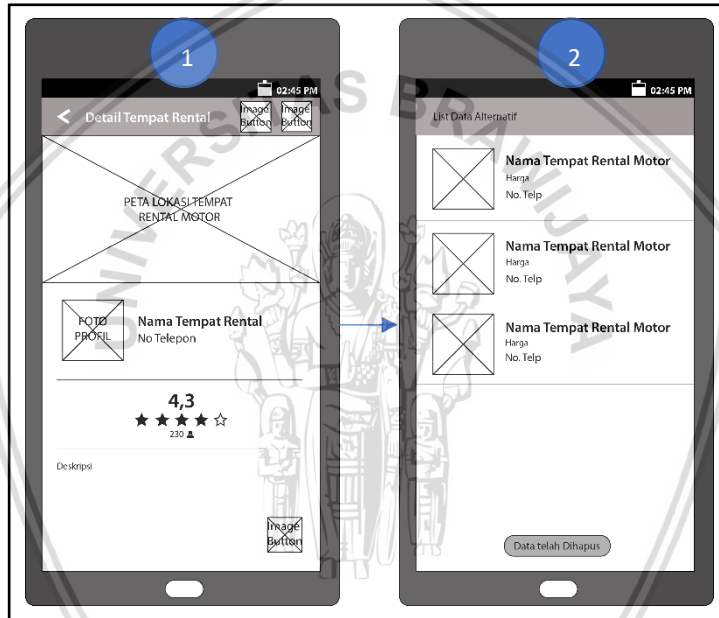 1
02:45 PM
Detail Tempat Rental
Image Button
Image Button
PETA LOKASI TEMPAT
RENTAL MOTOR
FOTO
PROFIL
Nama Tempat Rental
No Telepon
4,3
230
Deskripsi
Image
Button
2
02:45 PM
List Data Alternatif
Nama Tempat Rental Motor
Harga
No. Telp
Nama Tempat Rental Motor
Harga
No. Telp
Nama Tempat Rental Motor
Harga
No. Telp
Data telah Dihapus
UNIVERSITAS BRAWIJAYA